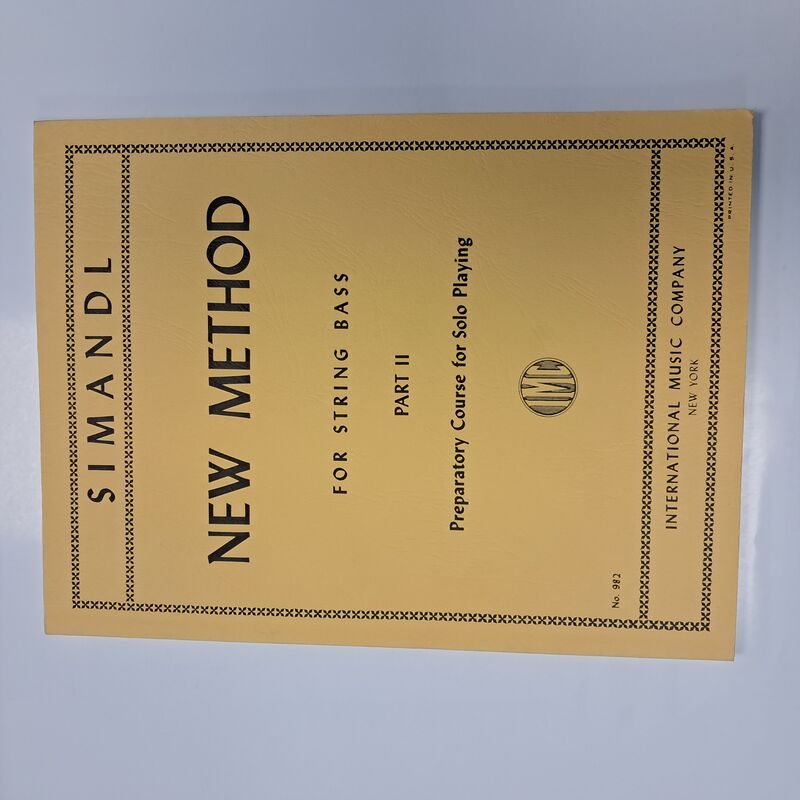 SIMANDL
NEW METHOD
FOR STRING BASS
PART II
Preparatory Course for Solo Playing
IMC
No. 982
INTERNATIONAL MUSIC COMPANY
NEW YORK
PRINTED IN U. S. A.